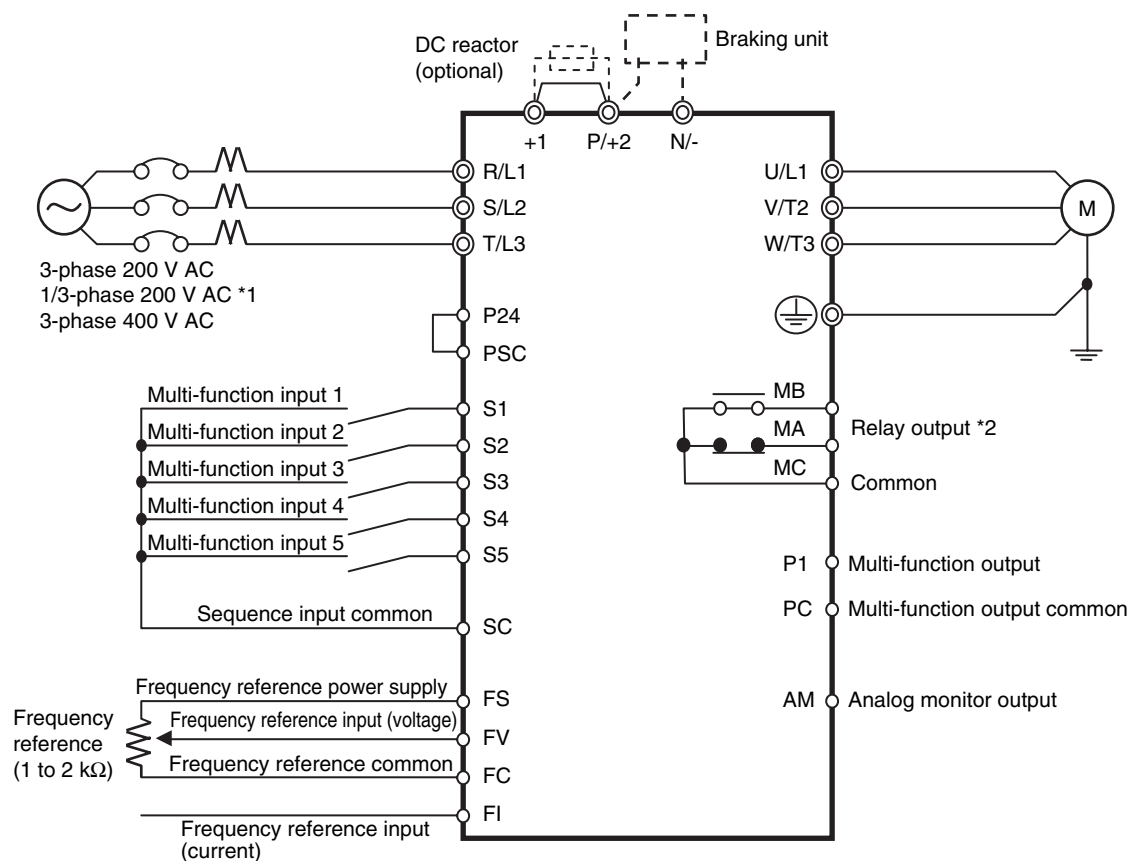 DC reactor
(optional)
Braking unit
+1
P/+2
N/-
R/L1
S/L2
T/L3
U/L1
V/T2
W/T3
M
3-phase 200 V AC
1/3-phase 200 V AC *1
3-phase 400 V AC
P24
PSC
Multi-function input 1
S1
Multi-function input 2
S2
Multi-function input 3
S3
Multi-function input 4
S4
Multi-function input 5
S5
Sequence input common
SC
MB
MA
Relay output *2
MC
Common
P1
Multi-function output
PC
Multi-function output common
AM
Analog monitor output
Frequency
reference
(1 to 2 kΩ)
Frequency reference power supply
FS
Frequency reference input (voltage)
FV
Frequency reference common
FC
FI
Frequency reference input
(current)